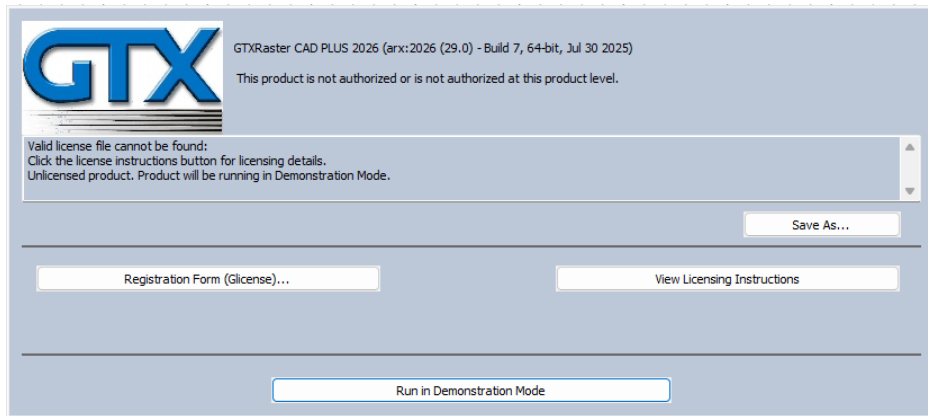 GTX
GTXRaster CAD PLUS 2026 (arx:2026 (29.0) - Build 7, 64-bit, Jul 30 2025)
This product is not authorized or is not authorized at this product level.
Valid license file cannot be found:
Click the license instructions button for licensing details.
Unlicensed product. Product will be running in Demonstration Mode.
Save As...
Registration Form (Glicense)...
View Licensing Instructions
Run in Demonstration Mode